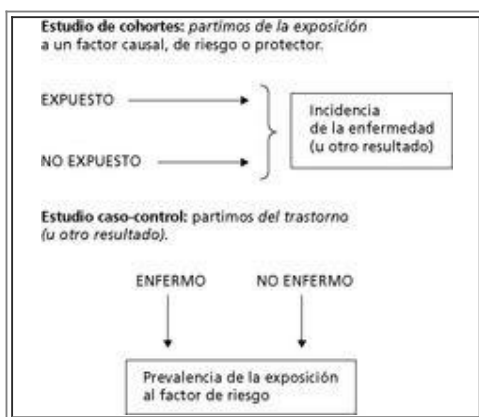 Estudio de cohortes: partimos de la exposición
a un factor causal, de riesgo o protector.
EXPUESTO
NO EXPUESTO
Incidencia
de la enfermedad
(u otro resultado)
Estudio caso-control: partimos del trastorno
(u otro resultado).
ENFERMO NO ENFERMO
Prevalencia de la exposición
al factor de riesgo